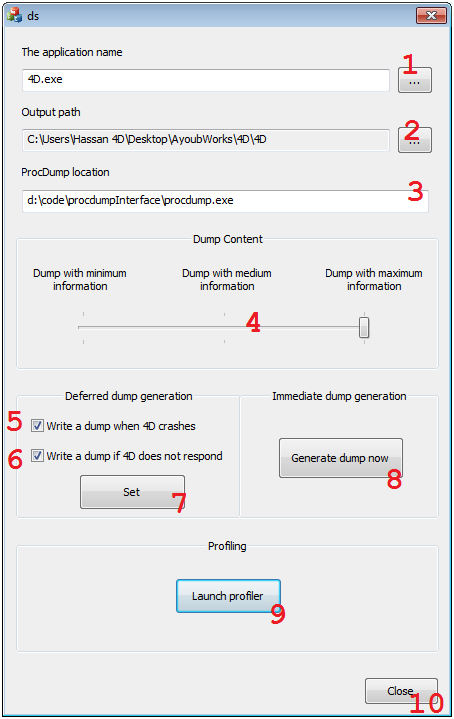 ds
The application name
1
4D.exe
...
Output path
2
C:\Users\Hassan 4D\Desktop\AyoubWorks\4D\4D
...
ProcDump location
3
d:\code\procdumpInterface\procdump.exe
Dump Content
Dump with minimum information
Dump with medium information
Dump with maximum information
4
Deferred dump generation
Immediate dump generation
5
Write a dump when 4D crashes
6
Write a dump if 4D does not respond
Generate dump now
8
Set
7
Profiling
Launch profiler
9
Close
10